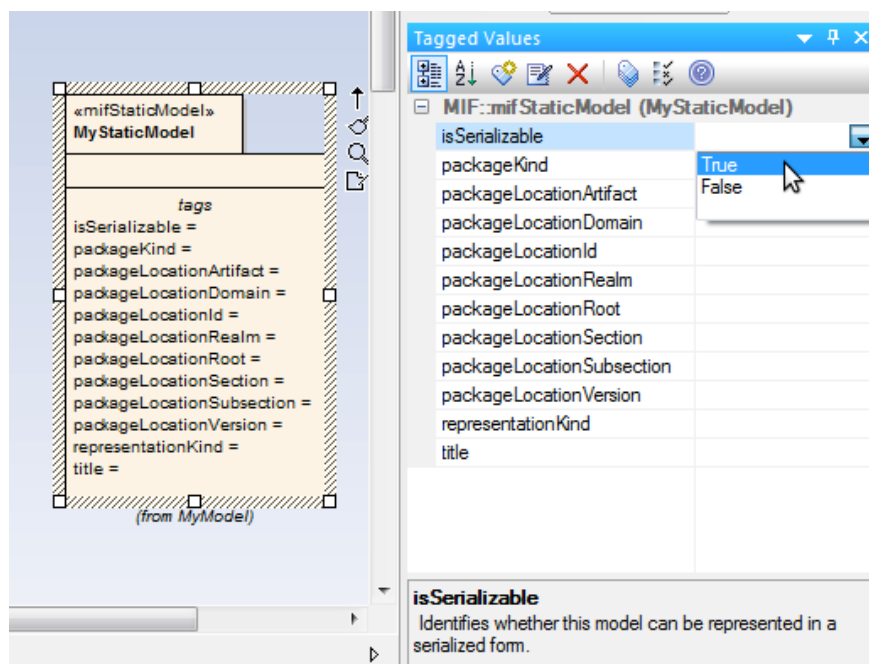 «mifStaticModel»
MyStaticModel
tags
isSerializable =
packageKind =
packageLocationArtifact =
packageLocationDomain =
packageLocationId =
packageLocationRealm =
packageLocationRoot =
packageLocationSection =
packageLocationSubsection =
packageLocationVersion =
representationKind =
title =
(from MyModel)
Tagged Values
MIF::mifStaticModel (MyStaticModel)
isSerializable
packageKind
True
packageLocationArtifact
False
packageLocationDomain
packageLocationId
packageLocationRealm
packageLocationRoot
packageLocationSection
packageLocationSubsection
packageLocationVersion
representationKind
title
isSerializable
Identifies whether this model can be represented in a
serialized form.